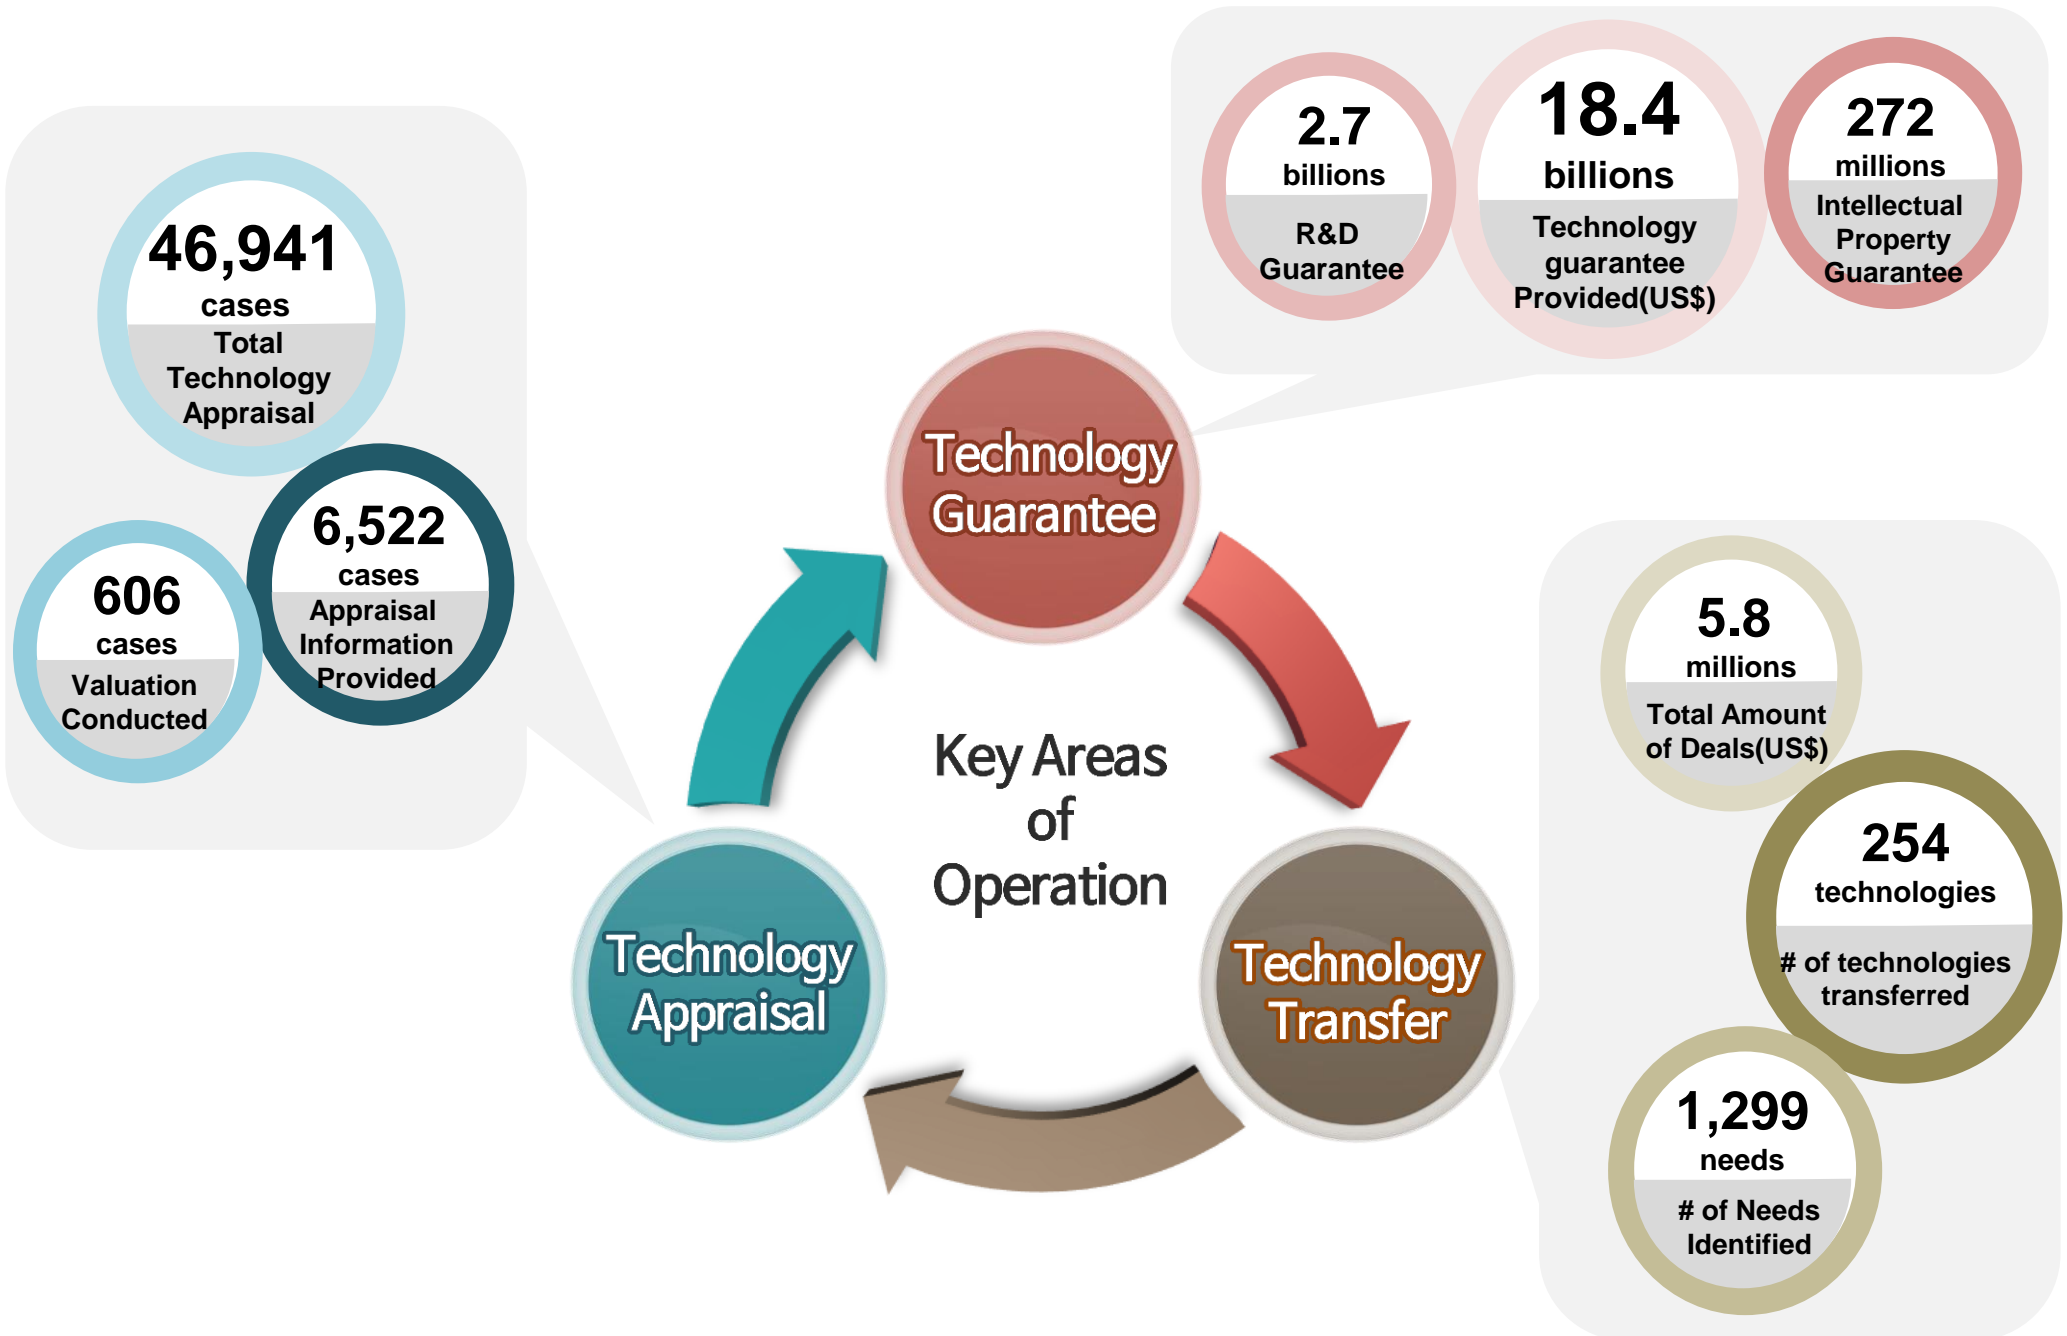 2.7
billions
R&D
Guarantee
18.4
billions
Technology
guarantee
Provided(US$)
272
millions
Intellectual
Property
Guarantee
46,941
cases
Total
Technology
Appraisal
6,522
cases
Appraisal
Information
Provided
606
cases
Valuation
Conducted
Technology
Guarantee
Key Areas
of
Operation
Technology
Appraisal
Technology
Transfer
5.8
millions
Total Amount
of Deals(US$)
254
technologies
# of technologies
transferred
1,299
needs
# of Needs
Identified